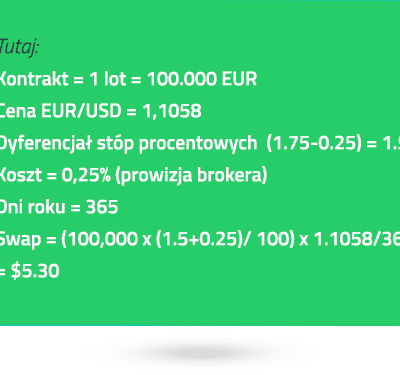 Tutaj:
Kontrakt = 1 lot = 100.000 EUR
Cena EUR/USD = 1,1058
Dyferencjał stóp procentowych (1.75-0.25) = 1.5
Koszt = 0,25% (prowizja brokera)
Dni roku = 365
Swap = (100,000 x (1.5+0.25)/ 100) x 1.1058/36
= $5.30